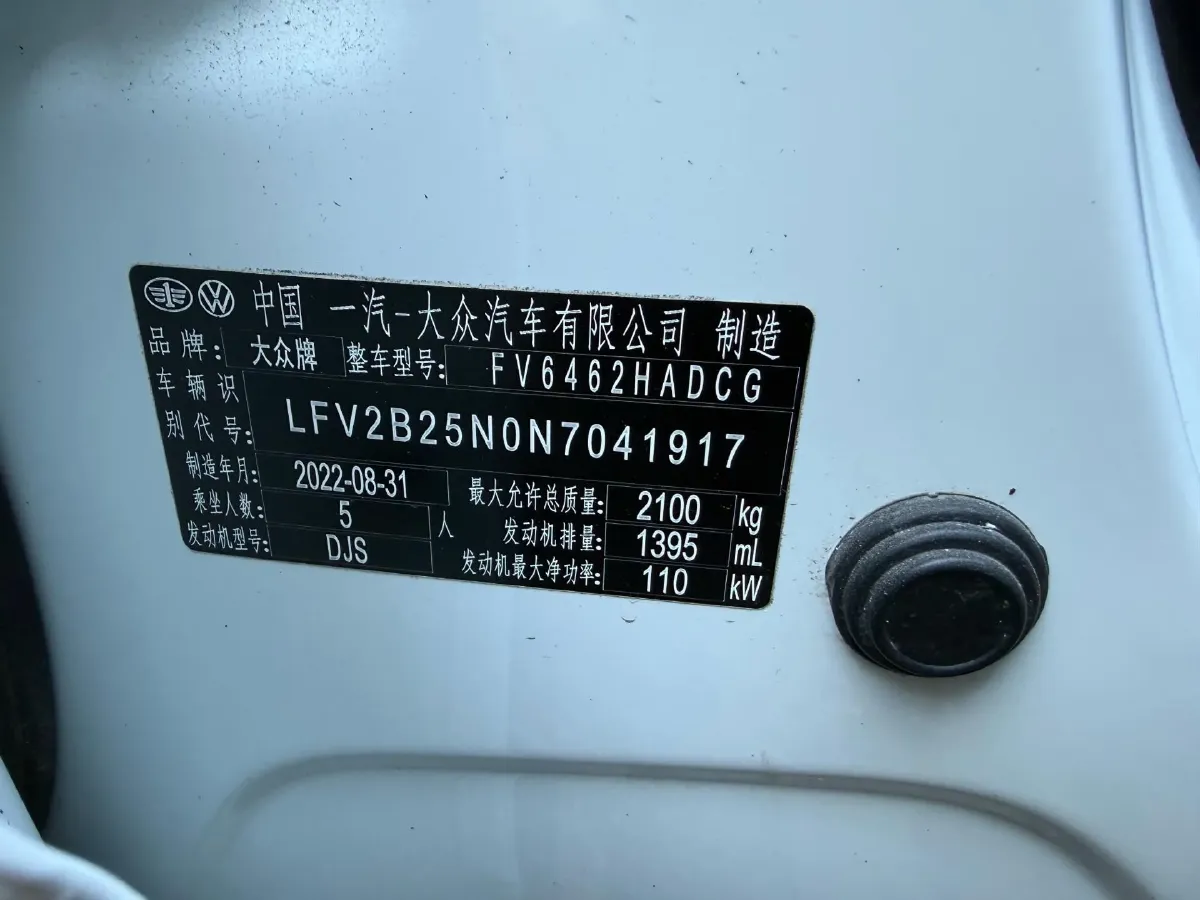 中国 一汽-大众汽车有限公司 制造
品牌: 大众牌 整车型号: FV6462HADCG
车辆识别代号: LFV2B25N0N7041917
制造年月: 2022-08-31 最大允许总质量: 2100 kg
乘坐人数: 5 人 发动机排量: 1395 mL
发动机型号: DJS 发动机最大净功率: 110 kW